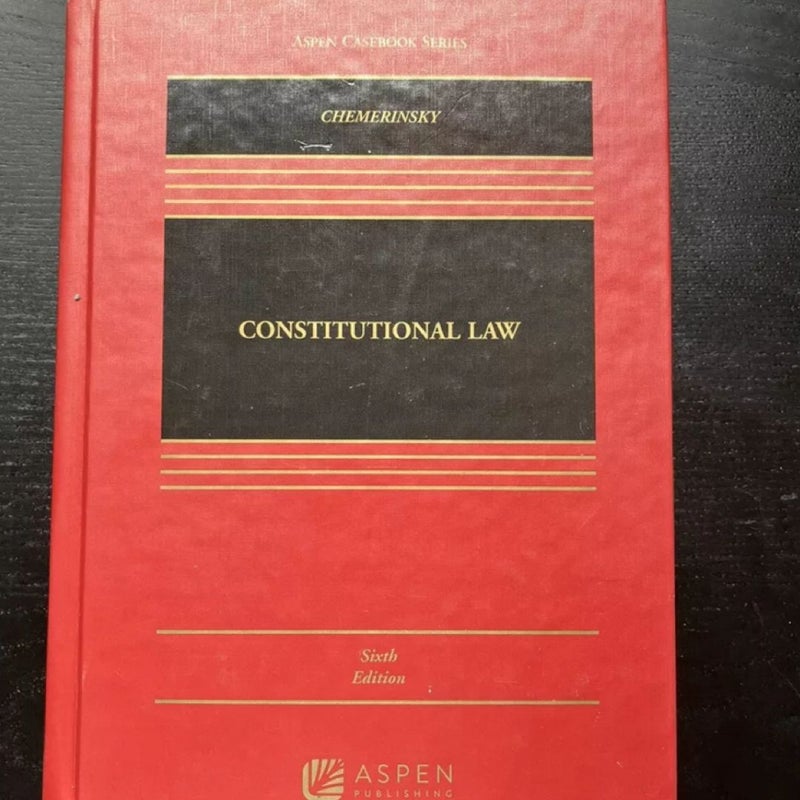 ASPEN CASEBOOK SERIES
CHEMERINSKY
CONSTITUTIONAL LAW
Sixth
Edition
ASPEN
PUBLISHING